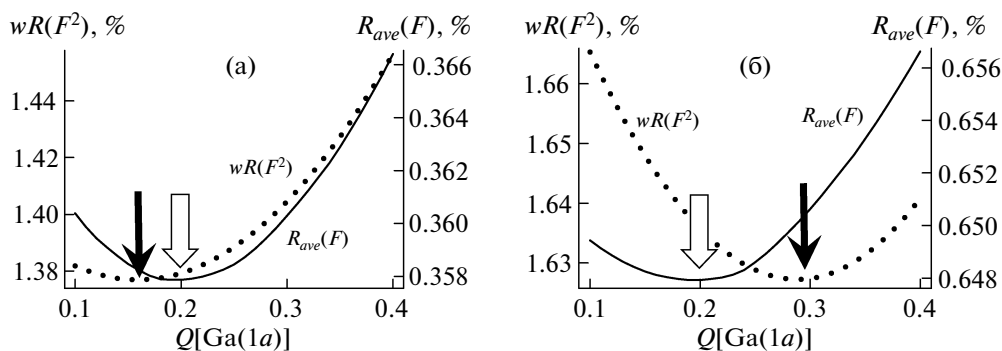 wR(F²), %
R_ave(F), %
(а)
1.44
1.42
1.40
1.38
wR(F²)
R_ave(F)
0.366
0.364
0.362
0.360
0.358
0.1 0.2 0.3 0.4
Q[Ga(1a)]
wR(F²), %
R_ave(F), %
(б)
1.66
1.65
1.64
1.63
wR(F²)
R_ave(F)
0.656
0.654
0.652
0.650
0.648
0.1 0.2 0.3 0.4
Q[Ga(1a)]